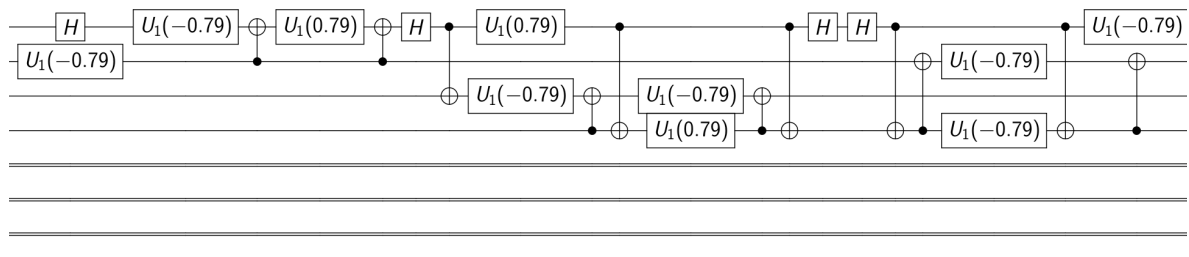 H U₁(−0.79) U₁(0.79) H U₁(0.79) H H U₁(−0.79)
U₁(−0.79) U₁(−0.79)
U₁(−0.79) U₁(−0.79)
U₁(0.79) U₁(−0.79)